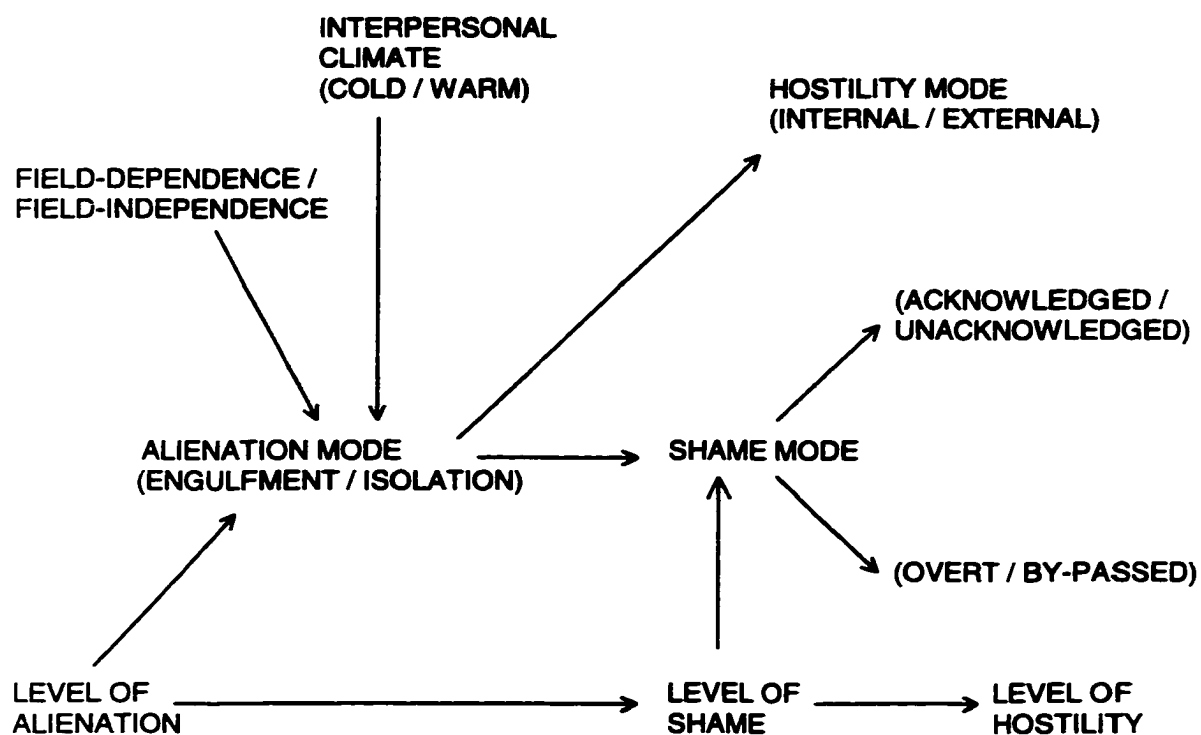 INTERPERSONAL
CLIMATE
(COLD / WARM)
HOSTILITY MODE
(INTERNAL / EXTERNAL)
FIELD-DEPENDENCE /
FIELD-INDEPENDENCE
(ACKNOWLEDGED /
UNACKNOWLEDGED)
ALIENATION MODE
(ENGULFMENT / ISOLATION)
SHAME MODE
(OVERT / BY-PASSED)
LEVEL OF
ALIENATION
LEVEL OF
SHAME
LEVEL OF
HOSTILITY